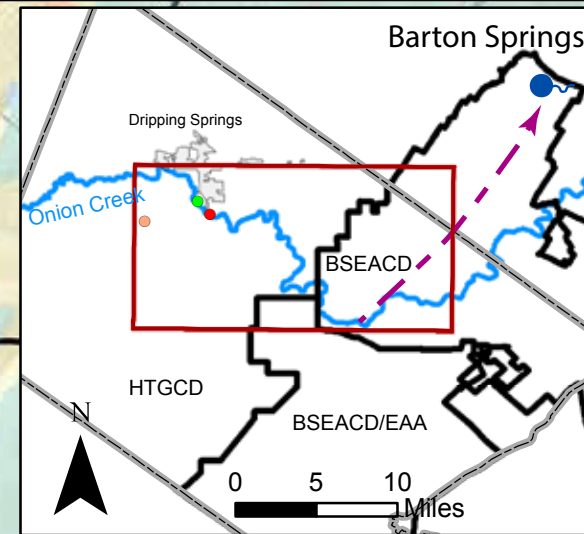 Barton Springs
Dripping Springs
Onion Creek
BSEACD
HTGCD
BSEACD/EAA
N
0 5 10
Miles